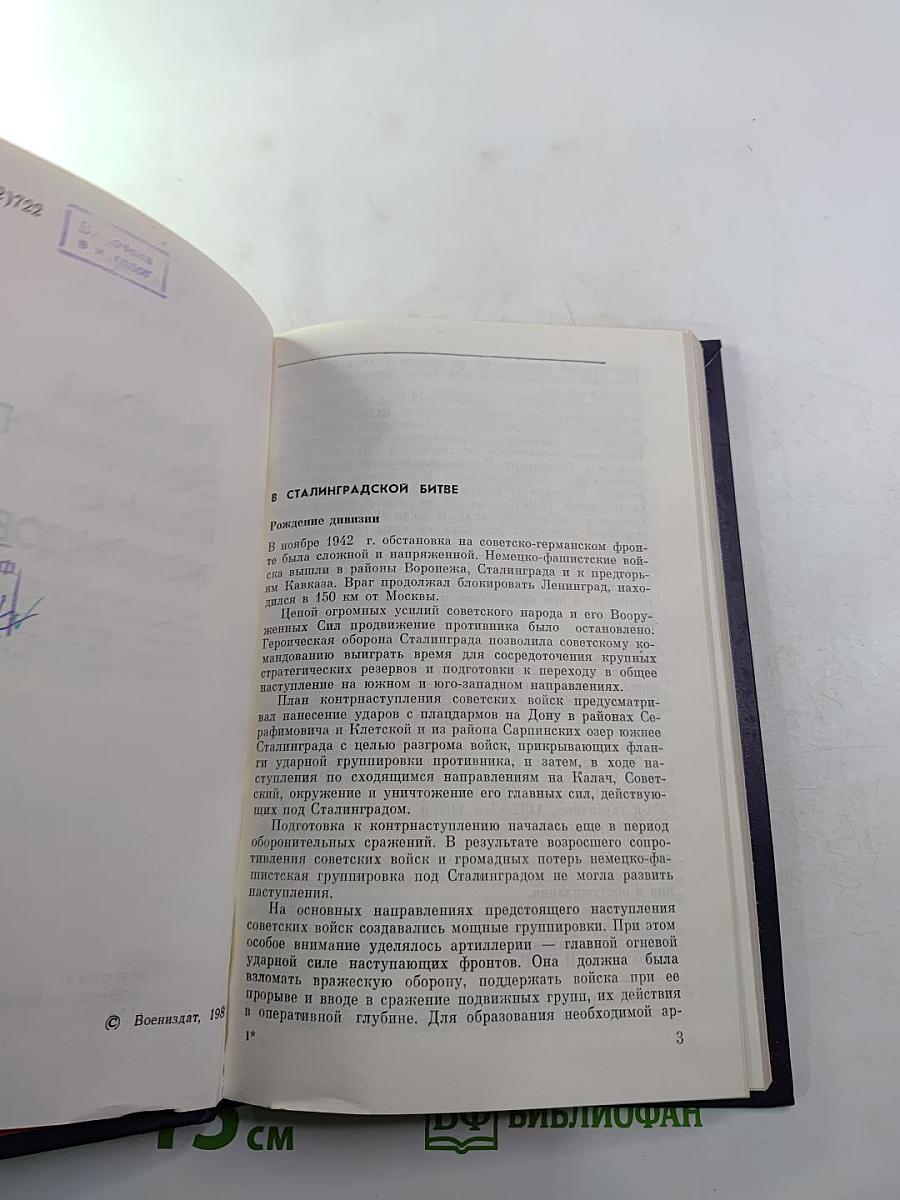 2)722
В СТАЛИНГРАДСКОЙ БИТВЕ
Рождение дивизии
В ноябре 1942 г. обстановка на советско-германском фрон-
те была сложной и напряженной. Немецко-фашистские вой-
ска вышли в районы Воронежа, Сталинграда и к предгорь-
ям Кавказа. Враг продолжал блокировать Ленинград, нахо-
дился в 150 км от Москвы.
Ценой огромных усилий советского народа и его Воору-
женных Сил продвижение противника было остановлено.
Героическая оборона Сталинграда позволила советскому ко-
мандованию выиграть время для сосредоточения крупных
стратегических резервов и подготовки к переходу в общее
наступление на южном и юго-западном направлениях.
План контрнаступления советских войск предусматри-
вал нанесение ударов с плацдармов на Дону в районах Се-
рафимовича и Клетской и из района Сарпинских озер южнее
Сталинграда с целью разгрома войск, прикрывающих флан-
ги ударной группировки противника, и затем, в ходе на-
ступления по сходящимся направлениям на Калач, Совет-
ский, окружение и уничтожение его главных сил, действую-
щих под Сталинградом.
Подготовка к контрнаступлению началась еще в период
оборонительных сражений. В результате возросшего сопро-
тивления советских войск и громадных потерь немецко-фа-
шистская группировка под Сталинградом не могла развить
наступления.
На основных направлениях предстоящего наступления
советских войск создавались мощные группировки. При этом
особое внимание уделялось артиллерии — главной огневой
ударной силе наступающих фронтов. Она должна была
взломать вражескую оборону, поддержать войска при ее
прорыве и вводе в сражение подвижных групп, их действия
в оперативной глубине. Для образования необходимой ар-
1*
3
© Воениздат, 198
15 см
БФ БИБЛИОФАН